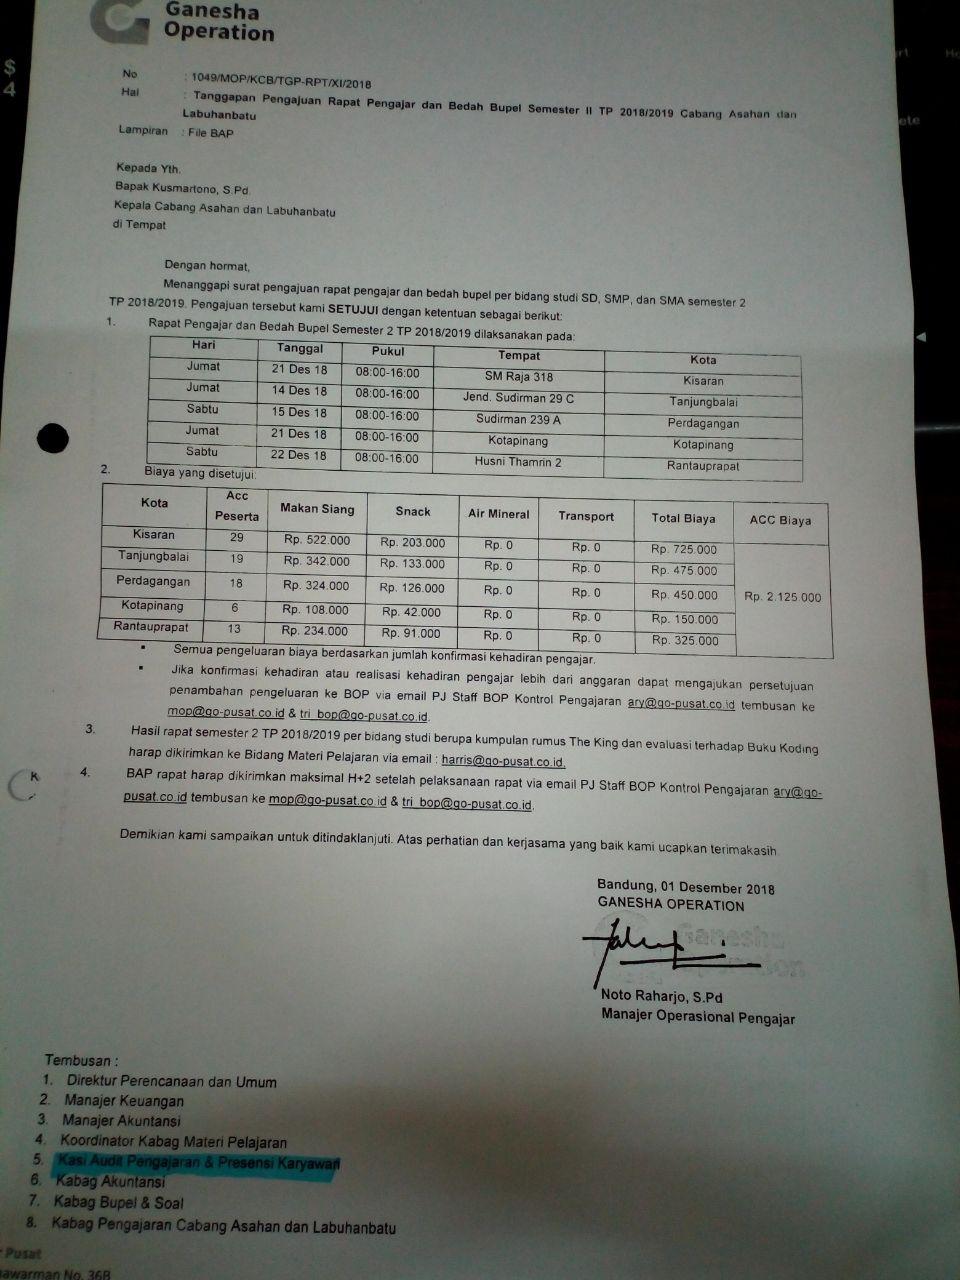 Ganesha
Operation
No : 1049/MOP/KCB/TGP-RPT/XI/2018
Hal : Tanggapan Pengajuan Rapat Pengajar dan Bedah Bupel Semester II TP 2018/2019 Cabang Asahan dan
Labuhanbatu
Lampiran : File BAP
Kepada Yth.
Bapak Kusmartono, S.Pd.
Kepala Cabang Asahan dan Labuhanbatu
di Tempat
Dengan hormat,
Menanggapi surat pengajuan rapat pengajar dan bedah bupel per bidang studi SD, SMP, dan SMA semester 2
TP 2018/2019. Pengajuan tersebut kami SETUJUI dengan ketentuan sebagai berikut:
1. Rapat Pengajar dan Bedah Bupel Semester 2 TP 2018/2019 dilaksanakan pada:
Hari Tanggal Pukul Tempat Kota
Jumat 21 Des 18 08:00-16:00 SM Raja 318 Kisaran
Jumat 14 Des 18 08:00-16:00 Jend. Sudirman 29 C Tanjungbalai
Sabtu 15 Des 18 08:00-16:00 Sudirman 239 A Perdagangan
Jumat 21 Des 18 08:00-16:00 Kotapinang Kotapinang
Sabtu 22 Des 18 08:00-16:00 Husni Thamrin 2 Rantauprapat
2. Biaya yang disetujui:
Kota Acc Peserta Makan Siang Snack Air Mineral Transport Total Biaya ACC Biaya
Kisaran 29 Rp. 522.000 Rp. 203.000 Rp. 0 Rp. 0 Rp. 725.000
Tanjungbalai 19 Rp. 342.000 Rp. 133.000 Rp. 0 Rp. 0 Rp. 475.000
Perdagangan 18 Rp. 324.000 Rp. 126.000 Rp. 0 Rp. 0 Rp. 450.000 Rp. 2.125.000
Kotapinang 6 Rp. 108.000 Rp. 42.000 Rp. 0 Rp. 0 Rp. 150.000
Rantauprapat 13 Rp. 234.000 Rp. 91.000 Rp. 0 Rp. 0 Rp. 325.000
▪ Semua pengeluaran biaya berdasarkan jumlah konfirmasi kehadiran pengajar.
▪ Jika konfirmasi kehadiran atau realisasi kehadiran pengajar lebih dari anggaran dapat mengajukan persetujuan
penambahan pengeluaran ke BOP via email PJ Staff BOP Kontrol Pengajaran ary@go-pusat.co.id tembusan ke
mop@go-pusat.co.id & tri_bop@go-pusat.co.id.
3. Hasil rapat semester 2 TP 2018/2019 per bidang studi berupa kumpulan rumus The King dan evaluasi terhadap Buku Koding
harap dikirimkan ke Bidang Materi Pelajaran via email : harris@go-pusat.co.id.
4. BAP rapat harap dikirimkan maksimal H+2 setelah pelaksanaan rapat via email PJ Staff BOP Kontrol Pengajaran ary@go-
pusat.co.id tembusan ke mop@go-pusat.co.id & tri_bop@go-pusat.co.id.
Demikian kami sampaikan untuk ditindaklanjuti. Atas perhatian dan kerjasama yang baik kami ucapkan terimakasih.
Bandung, 01 Desember 2018
GANESHA OPERATION
Noto Raharjo, S.Pd
Manajer Operasional Pengajar
Tembusan :
1. Direktur Perencanaan dan Umum
2. Manajer Keuangan
3. Manajer Akuntansi
4. Koordinator Kabag Materi Pelajaran
5. Kasi Audit Pengajaran & Presensi Karyawan
6. Kabag Akuntansi
7. Kabag Bupel & Soal
8. Kabag Pengajaran Cabang Asahan dan Labuhanbatu
Pusat
No. 36B
$
4
K